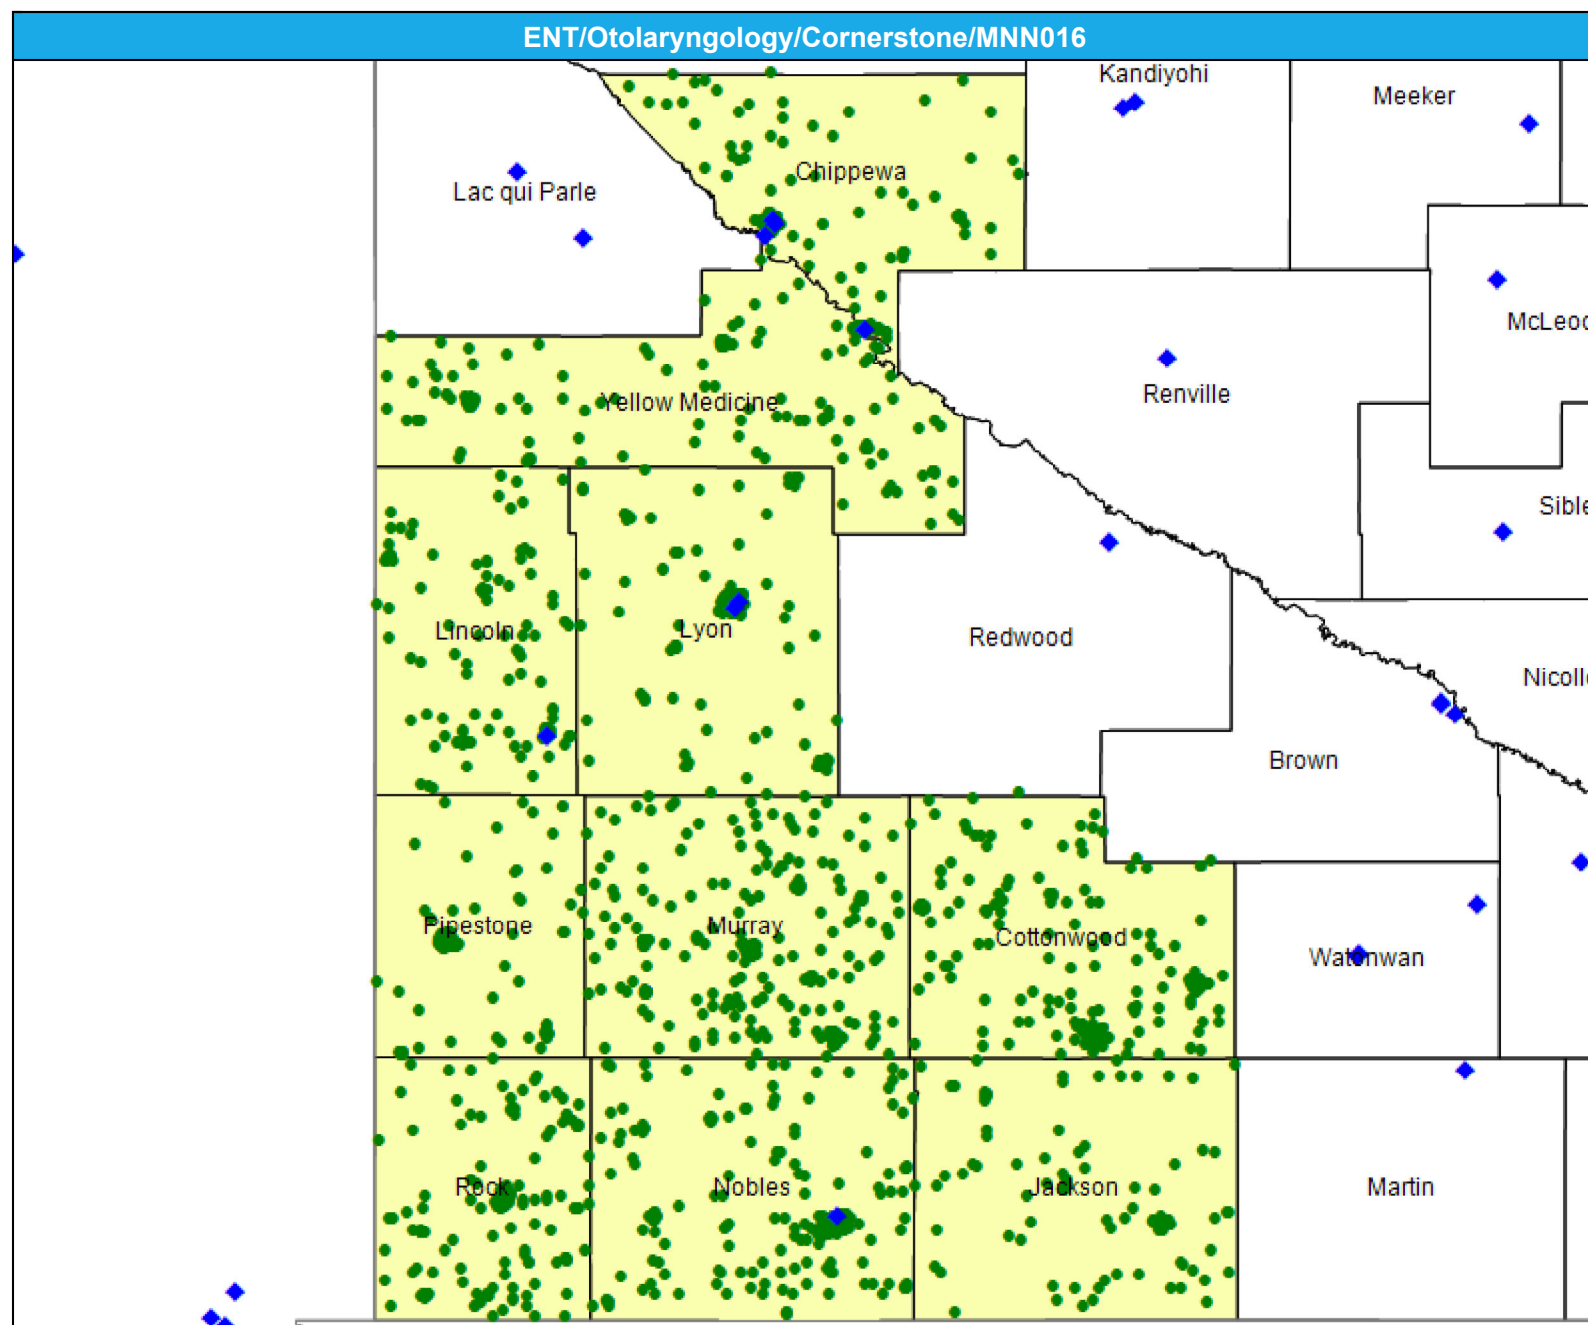 ENT/Otolaryngology/Cornerstone/MNN016
Kandiyohi
Meeker
Chippewa
Lac qui Parle
McLeod
Renville
Yellow Medicine
Sible
Lincoln
Lyon
Redwood
Nicolle
Brown
Pipestone
Murray
Cottonwood
Watonwan
Rock
Nobles
Jackson
Martin